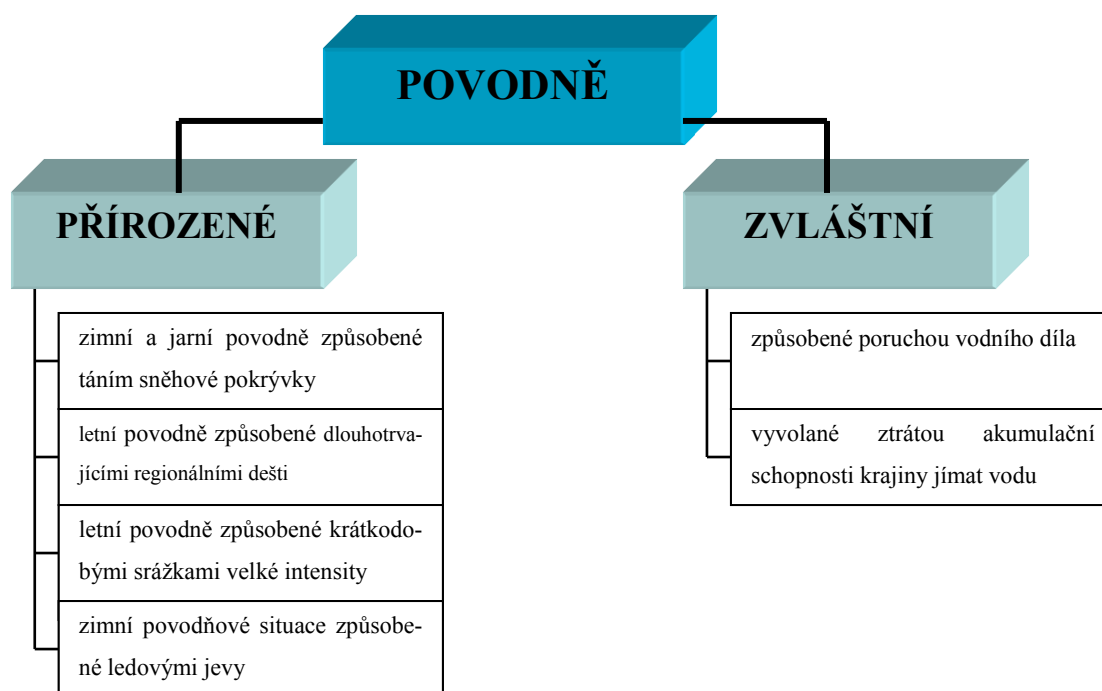 POVODNĚ
PŘÍROZENÉ
zimní a jarní povodně způsobené
táním sněhové pokrývky
letní povodně způsobené dlouhotrva-
jícími regionálními dešti
letní povodně způsobené krátkodo-
bými srážkami velké intensity
zimní povodňové situace způsobe-
né ledovými jevy
ZVLÁŠTNÍ
způsobené poruchou vodního díla
vyvolané ztrátou akumulační
schopnosti krajiny jímat vodu